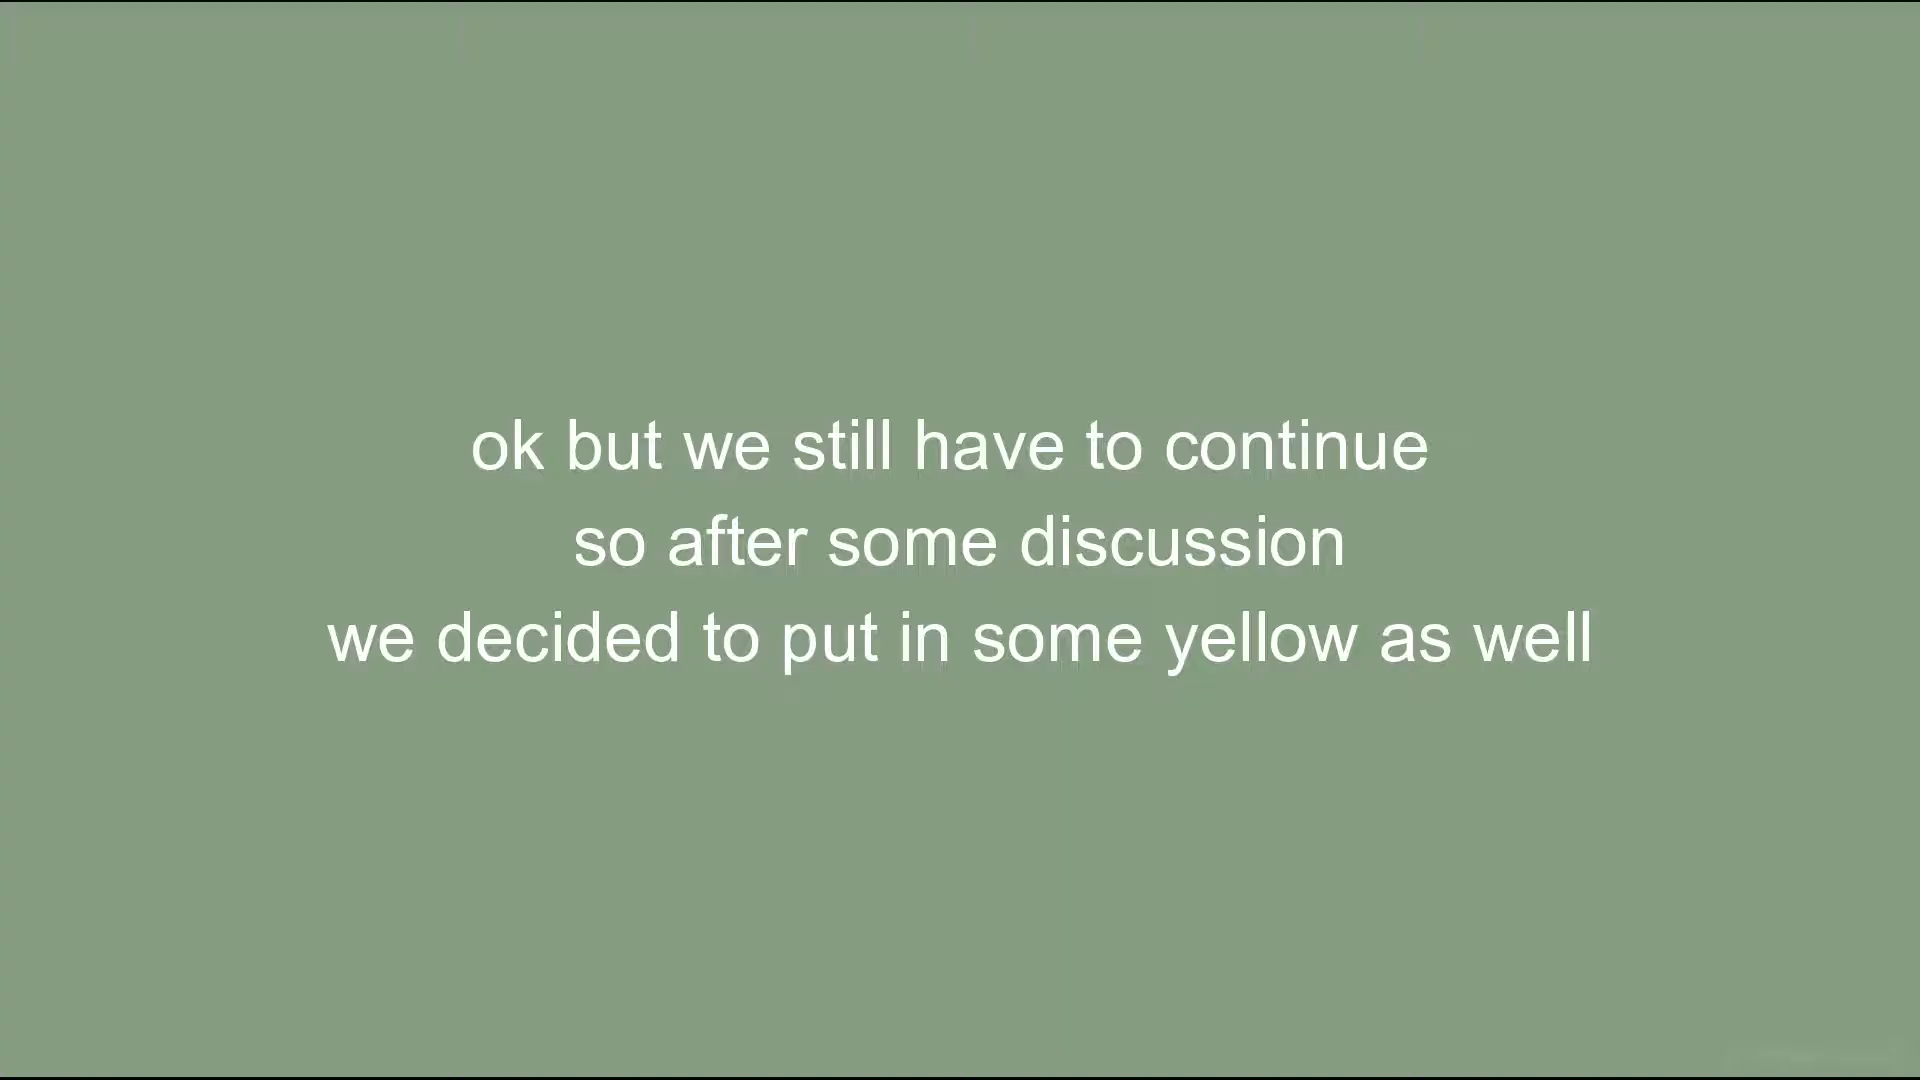 ok but we still have to continue
so after some discussion
we decided to put in some yellow as well